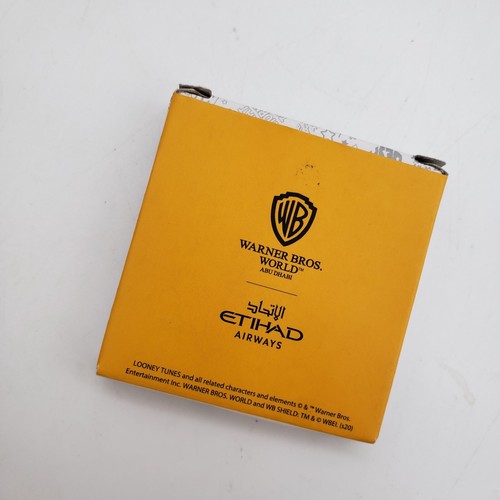 WB
WARNER BROS.
WORLD™
ABU DHABI
الإتحاد
ETIHAD
AIRWAYS
LOONEY TUNES and all related characters and elements © & ™ Warner Bros.
Entertainment Inc. WARNER BROS. WORLD and WB SHIELD: TM & © WBEI. (s20)